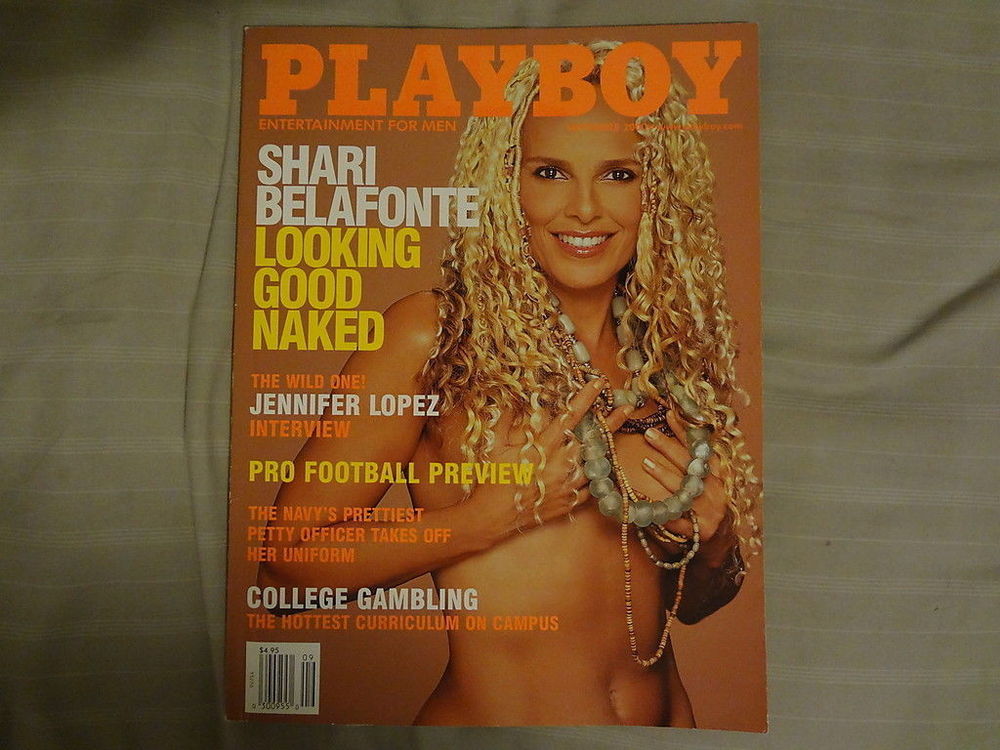 PLAYBOY
ENTERTAINMENT FOR MEN
SHARI
BELAFONTE
LOOKING
GOOD
NAKED
THE WILD ONE!
JENNIFER LOPEZ
INTERVIEW
PRO FOOTBALL PREVIEW
THE NAVY'S PRETTIEST
PETTY OFFICER TAKES OFF
HER UNIFORM
COLLEGE GAMBLING
THE HOTTEST CURRICULUM ON CAMPUS
$4.95
09